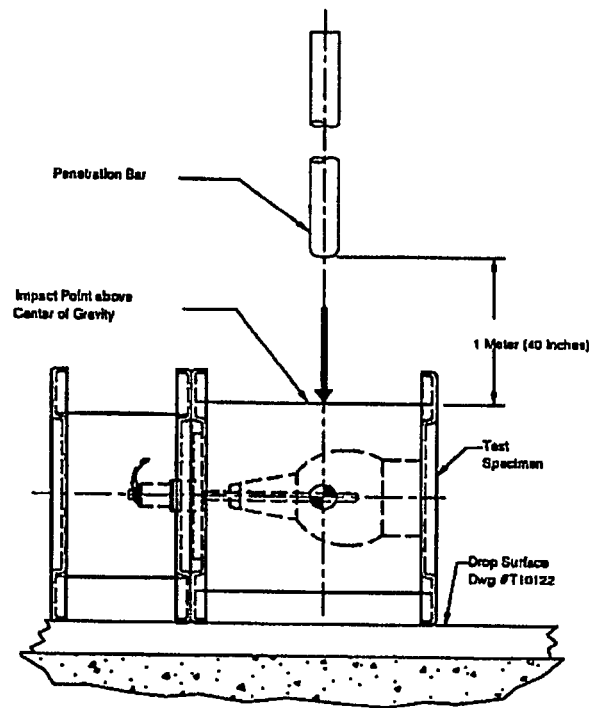 Penetration Bar
Impact Point above
Center of Gravity
1 Meter (40 Inches)
Test
Specimen
Drop Surface
Dwg #T10122